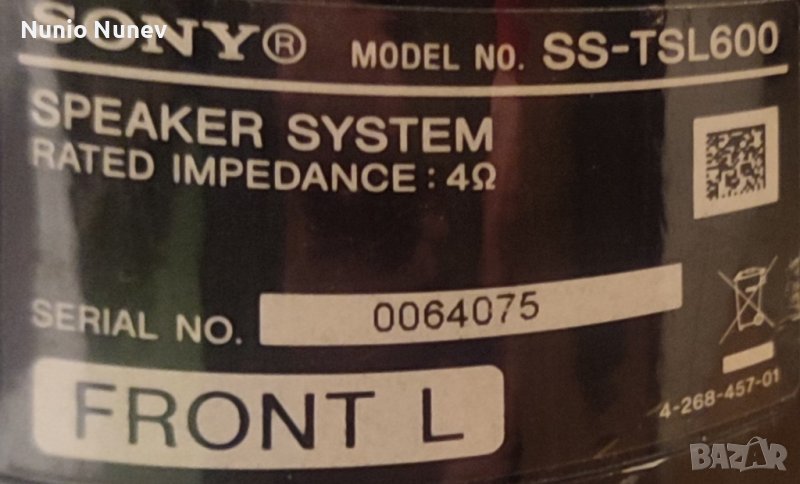 Nunio Nunev
SONY®
MODEL NO. SS-TSL600
SPEAKER SYSTEM
RATED IMPEDANCE : 4Ω
SERIAL NO. 0064075
FRONT L
4-268-457-01
BAZAR